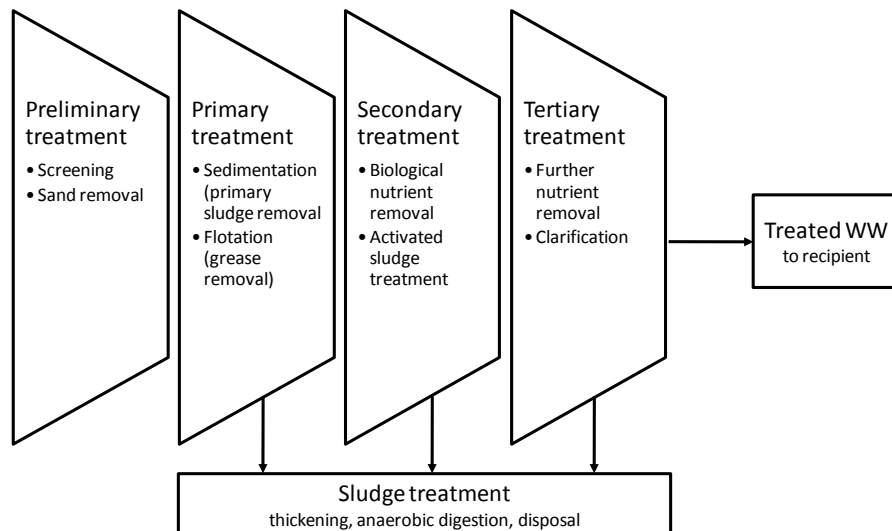 Preliminary
treatment
• Screening
• Sand removal
Primary
treatment
• Sedimentation
(primary
sludge removal
• Flotation
(grease
removal)
Secondary
treatment
• Biological
nutrient
removal
• Activated
sludge
treatment
Tertiary
treatment
• Further
nutrient
removal
• Clarification
Treated WW
to recipient
Sludge treatment
thickening, anaerobic digestion, disposal